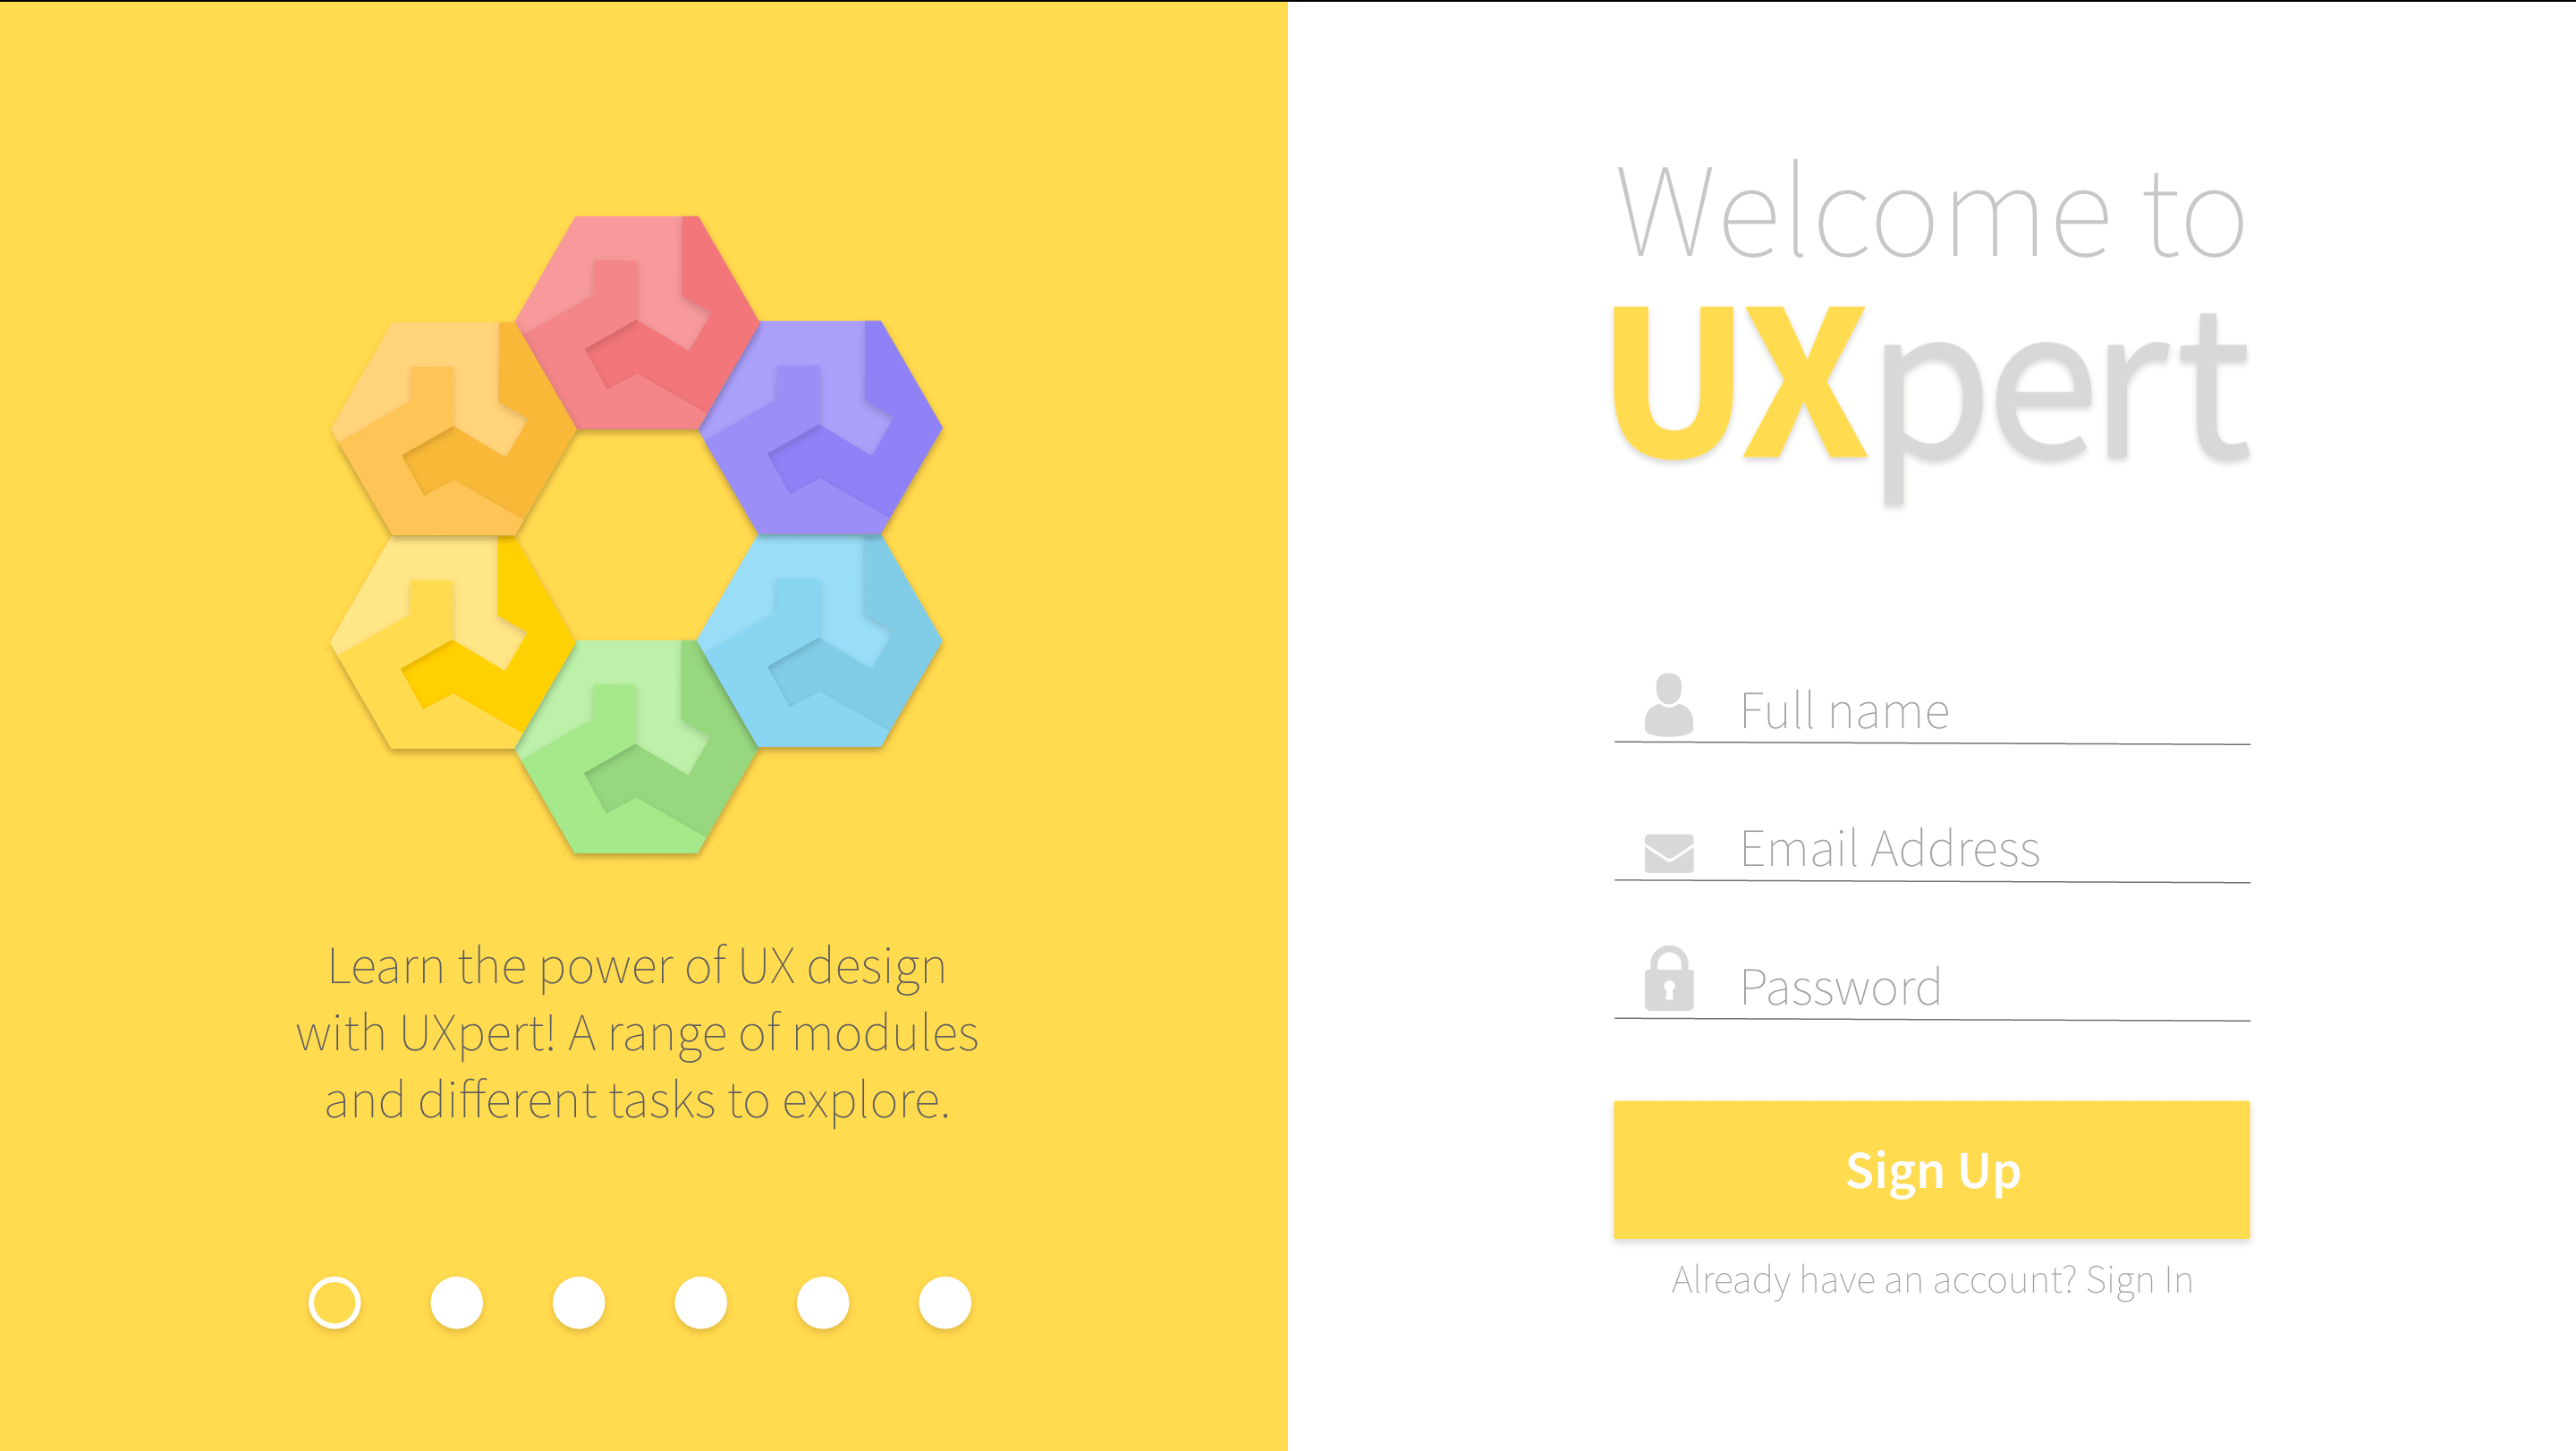 Learn the power of UX design
with UXpert! A range of modules
and different tasks to explore.
Welcome to
UXpert
Full name
Email Address
Password
Sign Up
Already have an account? Sign In